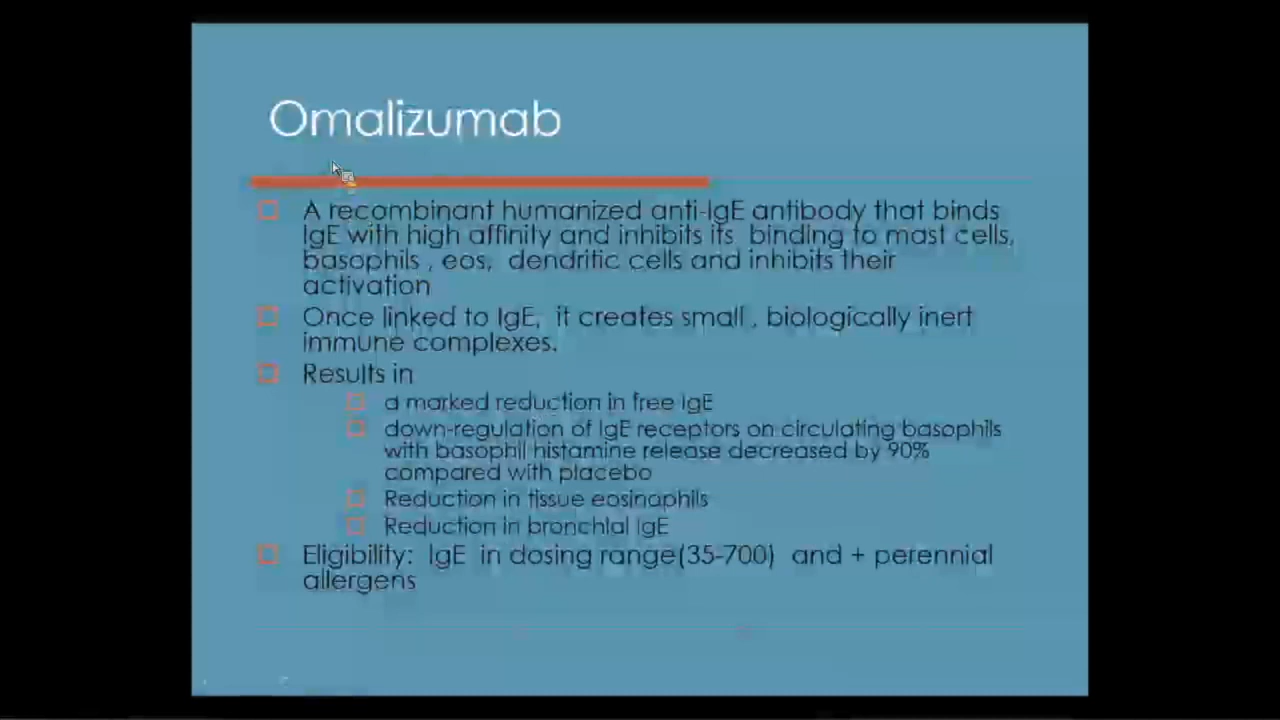 Omalizumab
A recombinant humanized anti-IgE antibody that binds
IgE with high affinity and inhibits its binding to mast cells,
basophils , eos, dendritic cells and inhibits their
activation
Once linked to IgE, it creates small , biologically inert
immune complexes.
Results in
a marked reduction in free IgE
down-regulation of IgE receptors on circulating basophils
with basophil histamine release decreased by 90%
compared with placebo
Reduction in tissue eosinophils
Reduction in bronchial IgE
Eligibility: IgE in dosing range(35-700) and + perennial
allergens